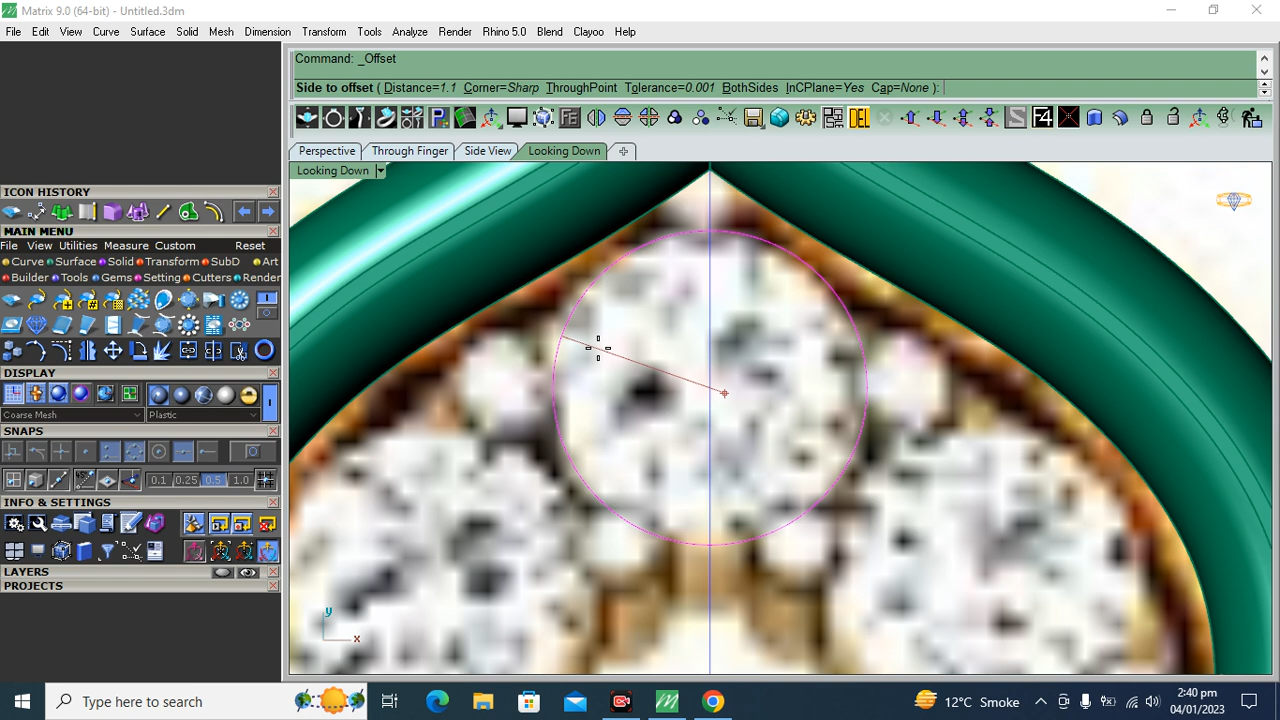 Matrix 9.0 (64-bit) - Untitled.3dm
File Edit View Curve Surface Solid Mesh Dimension Transform Tools Analyze Render Rhino 5.0 Blend Clayoo Help
Command: _Offset
Side to offset ( Distance=1.1 Corner=Sharp ThroughPoint Tolerance=0.001 BothSides InCPlane=Yes Cap=None ):
FE DEL S F4
Perspective Through Finger Side View Looking Down
Looking Down
ICON HISTORY
MAIN MENU
File View Utilities Measure Custom Reset
Curve Surface Solid Transform SubD Art
Builder Tools Gems Setting Cutters Render
DISPLAY
Coarse Mesh Plastic
SNAPS
0.1 0.25 0.5 1.0
INFO & SETTINGS
LAYERS
PROJECTS
y
x
Type here to search
12°C Smoke
2:40 pm
04/01/2023